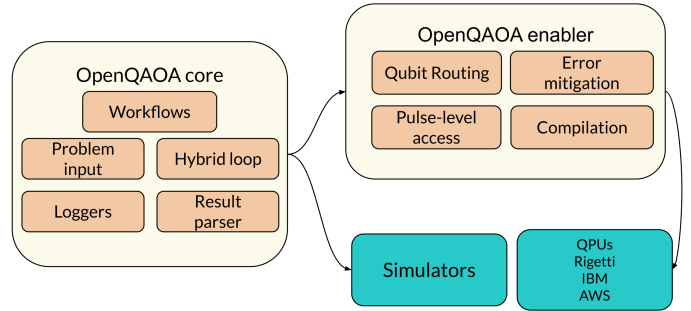 OpenQAOA core
Workflows
Problem
input
Hybrid loop
Loggers
Result
parser
OpenQAOA enabler
Qubit Routing
Error
mitigation
Pulse-level
access
Compilation
Simulators
QPUs
Rigetti
IBM
AWS